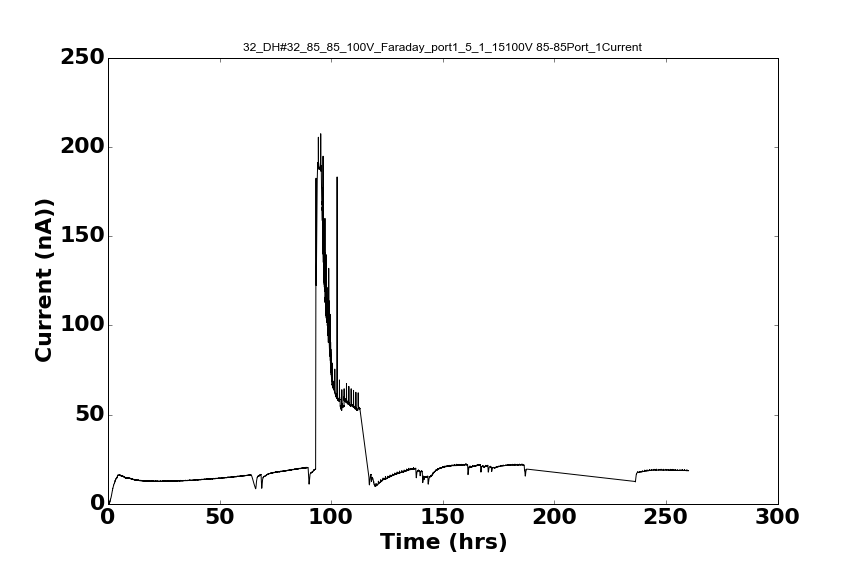 32_DH#32_85_85_100V_Faraday_port1_5_1_15100V 85-85Port_1Current
250
200
150
100
50
0
Current (nA))
0 50 100 150 200 250 300
Time (hrs)